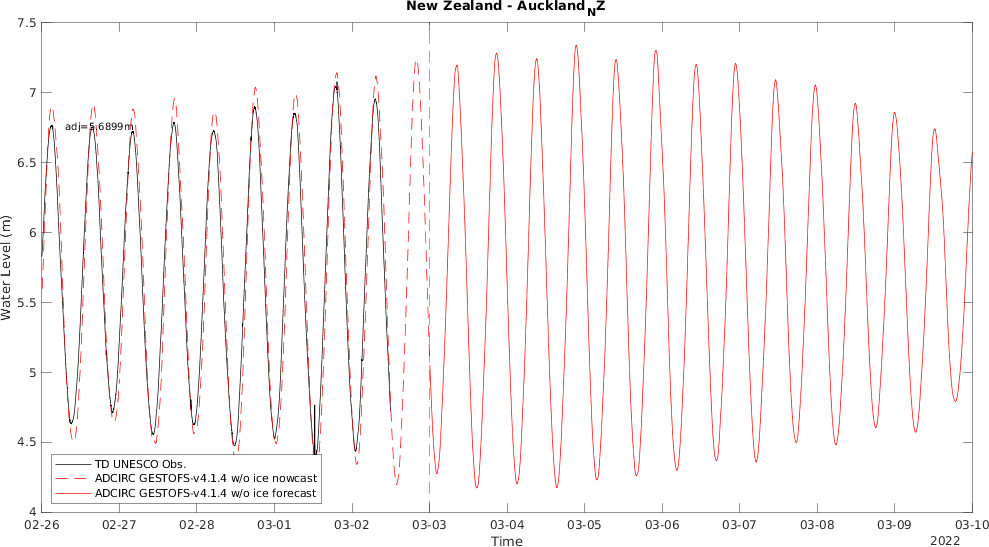 New Zealand - Auckland_NZ
7.5
7
6.5
6
5.5
5
4.5
4
Water Level (m)
adj=5.6899m
TD UNESCO Obs.
ADCIRC GESTOFS-v4.1.4 w/o ice nowcast
ADCIRC GESTOFS-v4.1.4 w/o ice forecast
02-26 02-27 02-28 03-01 03-02 03-03 03-04 03-05 03-06 03-07 03-08 03-09 03-10
Time
2022